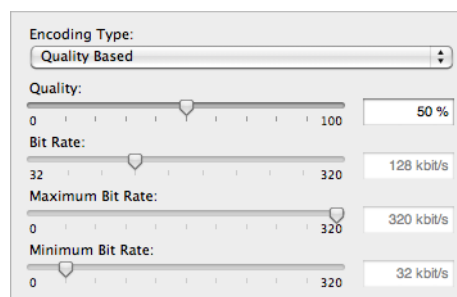 Encoding Type:
Quality Based
Quality:
0 100 50 %
Bit Rate:
32 320 128 kbit/s
Maximum Bit Rate:
0 320 320 kbit/s
Minimum Bit Rate:
0 320 32 kbit/s